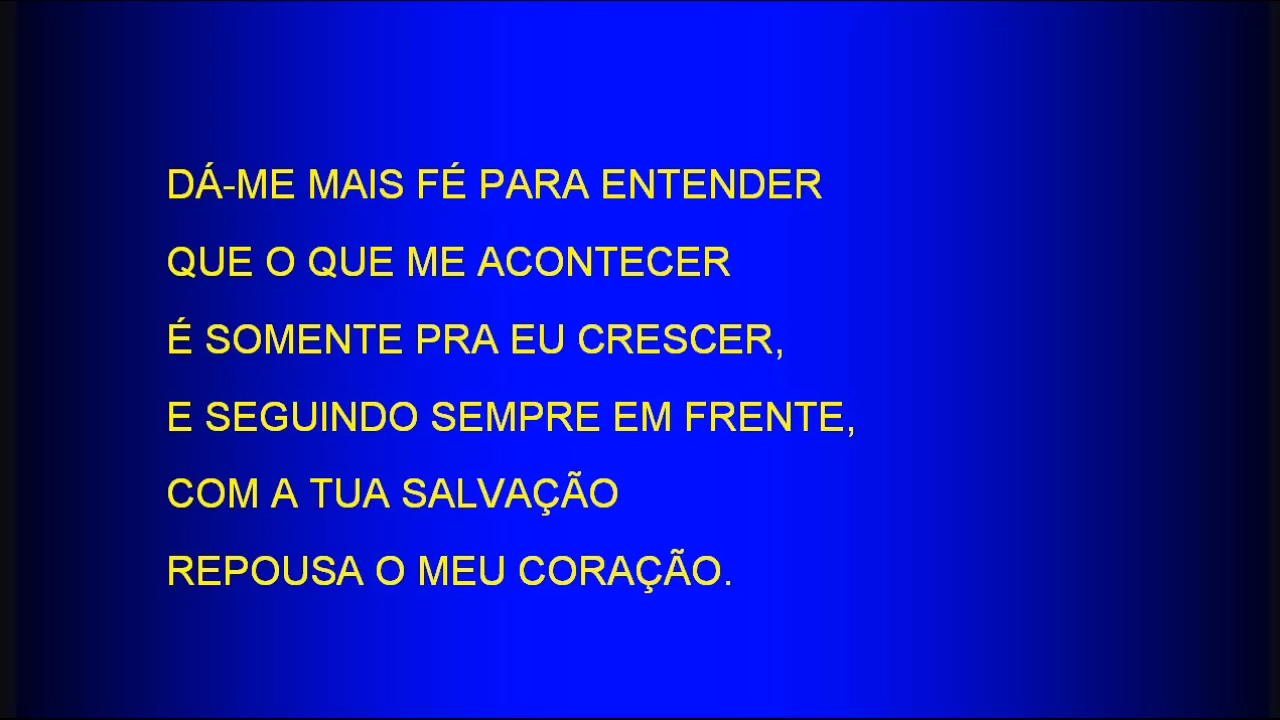 DÁ-ME MAIS FÉ PARA ENTENDER
QUE O QUE ME ACONTECER
É SOMENTE PRA EU CRESCER,
E SEGUINDO SEMPRE EM FRENTE,
COM A TUA SALVAÇÃO
REPOUSA O MEU CORAÇÃO.